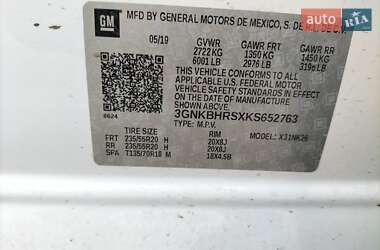 RIA
GM
MFD BY GENERAL MOTORS DE MEXICO, S. DE R.L. DE C.V.
05/19 GVWR GAWR FRT GAWR RR
2722 KG 1350 KG 1450 KG
6001 LB 2976 LB 3196 LB
THIS VEHICLE CONFORMS TO ALL
APPLICABLE U.S. FEDERAL MOTOR
VEHICLE SAFETY STANDARDS IN EFFECT
ON THE DATE OF MANUFACTURE SHOWN ABOVE.
3GNKBHRSXKS652763
TYPE: M.P.V. MODEL: X31NK26
8624
TIRE SIZE RIM
FRT 235/55R20 H 20X8J
RR 235/55R20 H 20X8J
SPA T135/70R18 M 18X4.5B